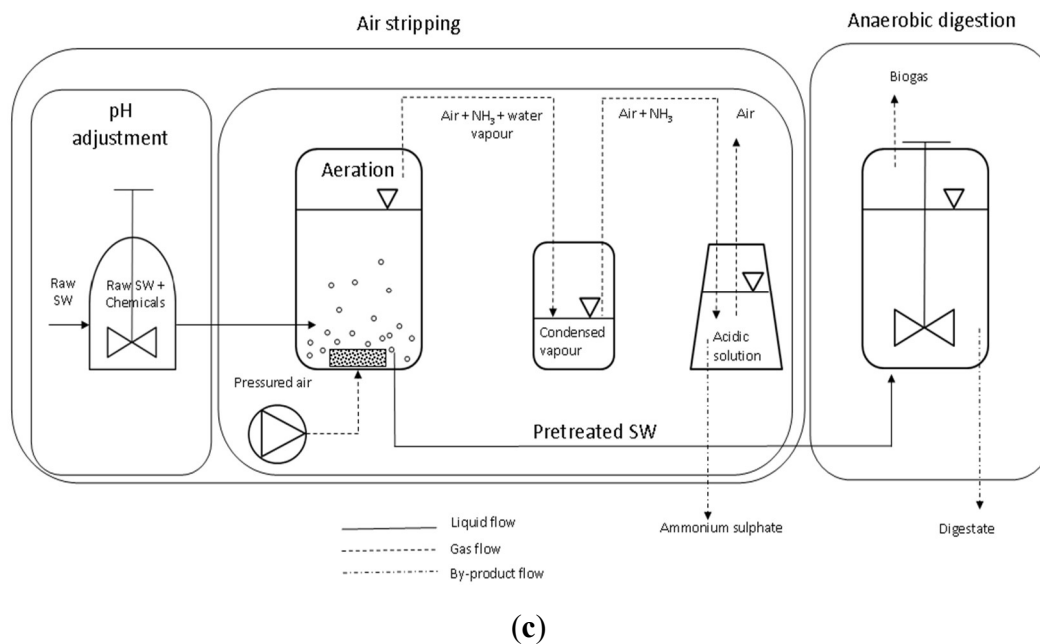 Air stripping
Anaerobic digestion
pH
adjustment
Raw
SW
Raw SW +
Chemicals
Aeration
Pressured air
Air + NH₃ + water
vapour
Air + NH₃
Air
Condensed
vapour
Acidic
solution
Pretreated SW
Biogas
Ammonium sulphate
Digestate
Liquid flow
Gas flow
By-product flow
(c)